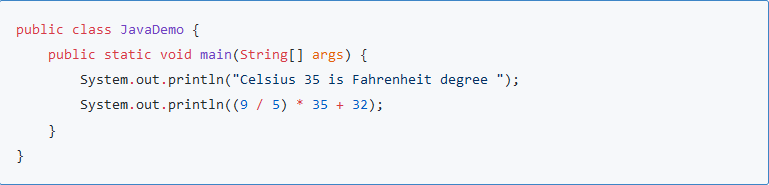 public class JavaDemo {
    public static void main(String[] args) {
        System.out.println("Celsius 35 is Fahrenheit degree ");
        System.out.println((9 / 5) * 35 + 32);
    }
}